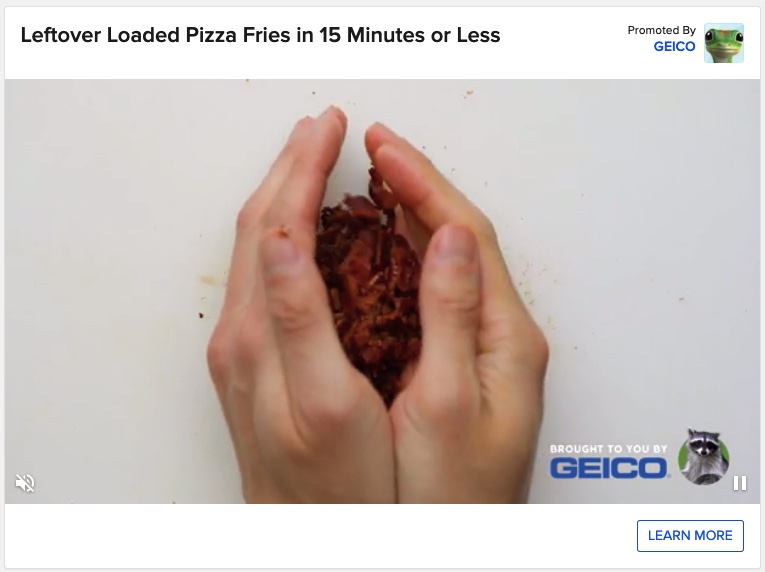 Leftover Loaded Pizza Fries in 15 Minutes or Less
Promoted By
GEICO
BROUGHT TO YOU BY
GEICO
LEARN MORE